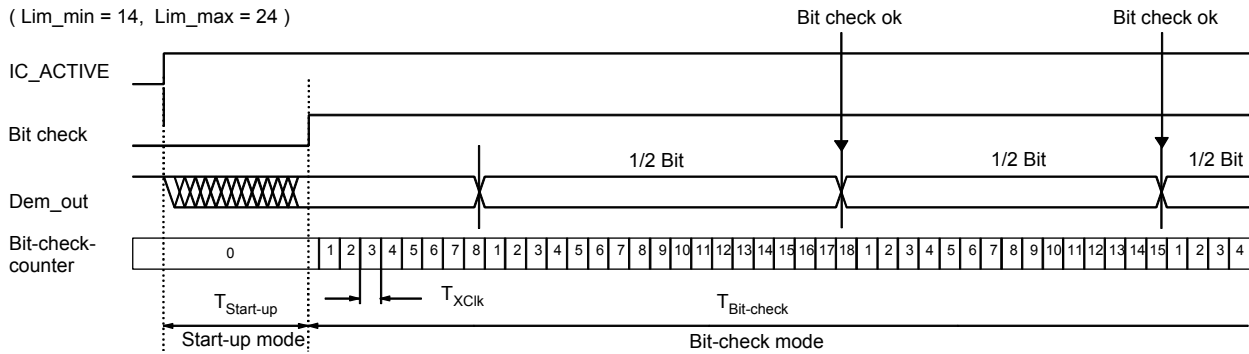 ( Lim_min = 14, Lim_max = 24 )
Bit check ok
Bit check ok
IC_ACTIVE
Bit check
1/2 Bit
1/2 Bit
1/2 Bit
Dem_out
Bit-check-
counter
0 1 2 3 4 5 6 7 8 1 2 3 4 5 6 7 8 9 10 11 12 13 14 15 16 17 18 1 2 3 4 5 6 7 8 9 10 11 12 13 14 15 1 2 3 4
TStart-up
TXClk
TBit-check
Start-up mode
Bit-check mode